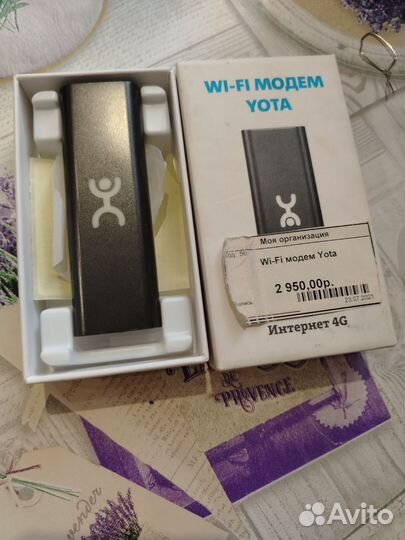 WI-FI МОДЕМ
YOTA
Моя организация
Wi-Fi модем Yota
2 950,00р.
23.07.2021
Интернет 4G
DE
PROVENCE
Avito